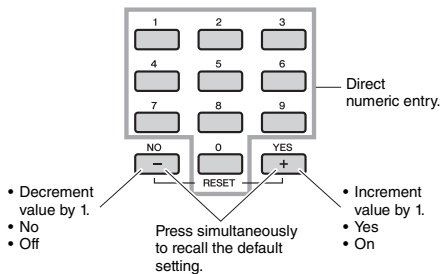 1 2 3
4 5 6
7 8 9
Direct
numeric entry.
NO 0 YES
− +
RESET
• Decrement
value by 1.
• No
• Off
Press simultaneously
to recall the default
setting.
• Increment
value by 1.
• Yes
• On